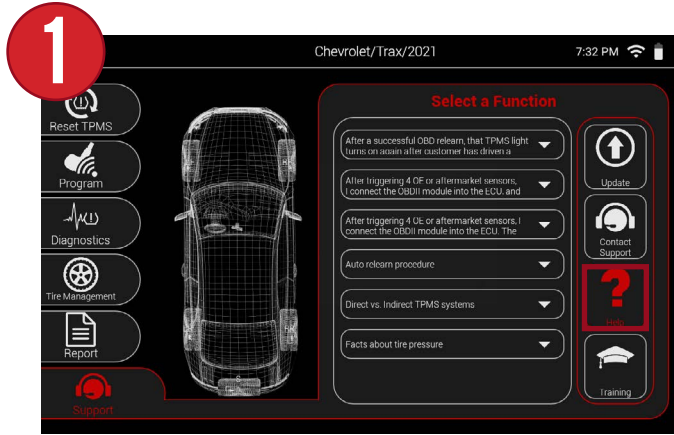 1
Chevrolet/Trax/2021
7:32 PM
Reset TPMS
Program
Diagnostics
Tire Management
Report
Support
Select a Function
After a successful OBD relearn, that TPMS light
turns on again after customer has driven a
After triggering 4 OE or aftermarket sensors,
I connect the OBDII module into the ECU. and
After triggering 4 OE or aftermarket sensors, I
connect the OBDII module into the ECU. The
Auto relearn procedure
Direct vs. Indirect TPMS systems
Facts about tire pressure
Update
Contact
Support
?
Help
Training